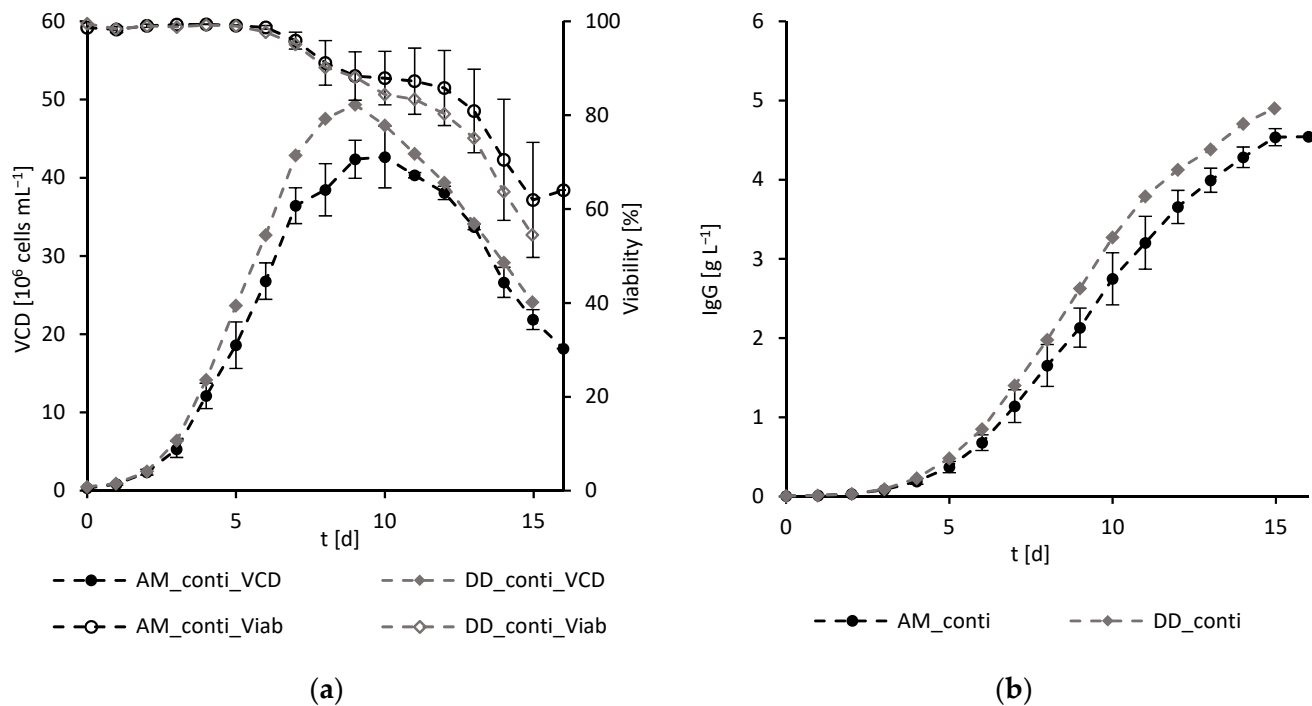 60
50
40
30
20
10
0
VCD [10⁶ cells mL⁻¹]
100
80
60
40
20
0
Viability [%]
0 5 10 15
t [d]
AM_conti_VCD DD_conti_VCD
AM_conti_Viab DD_conti_Viab
(a)
6
5
4
3
2
1
0
IgG [g L⁻¹]
0 5 10 15
t [d]
AM_conti DD_conti
(b)